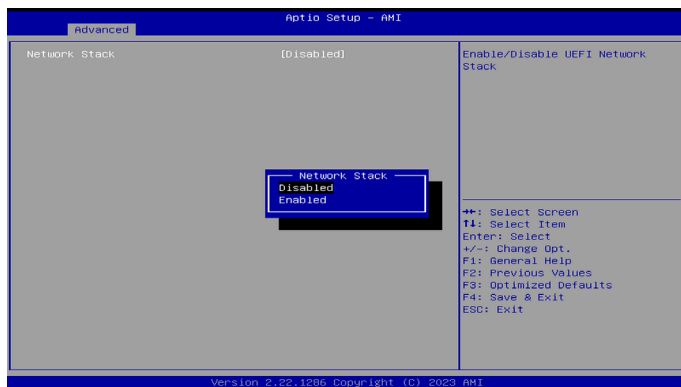 Aptio Setup – AMI
Advanced
Network Stack [Disabled]
Enable/Disable UEFI Network
Stack
Network Stack
Disabled
Enabled
→←: Select Screen
↑↓: Select Item
Enter: Select
+/-: Change Opt.
F1: General Help
F2: Previous Values
F3: Optimized Defaults
F4: Save & Exit
ESC: Exit
Version 2.22.1286 Copyright (C) 2023 AMI